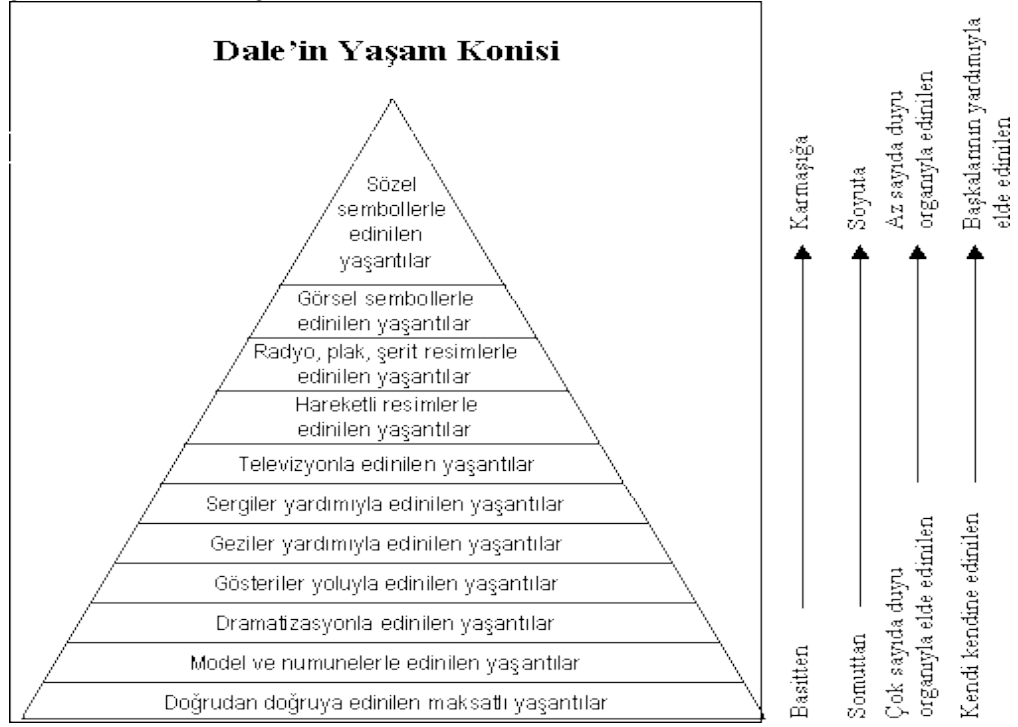 Dale’in Yaşam Konisi
Sözel
sembollerle
edinilen
yaşantılar
Görsel sembollerle
edinilen yaşantılar
Radyo, plak, şerit resimlerle
edinilen yaşantılar
Hareketli resimlerle
edinilen yaşantılar
Televizyonla edinilen yaşantılar
Sergiler yardımıyla edinilen yaşantılar
Geziler yardımıyla edinilen yaşantılar
Gösteriler yoluyla edinilen yaşantılar
Dramatizasyonla edinilen yaşantılar
Model ve numunelerle edinilen yaşantılar
Doğrudan doğruya edinilen maksatlı yaşantılar
Basitten
Karmaşığa
Somuttan
Soyuta
Çok sayıda duyu
organıyla elde edinilen
Az sayıda duyu
organıyla edinilen
Kendi kendine edinilen
Başkalarının yardımıyla
elde edinilen